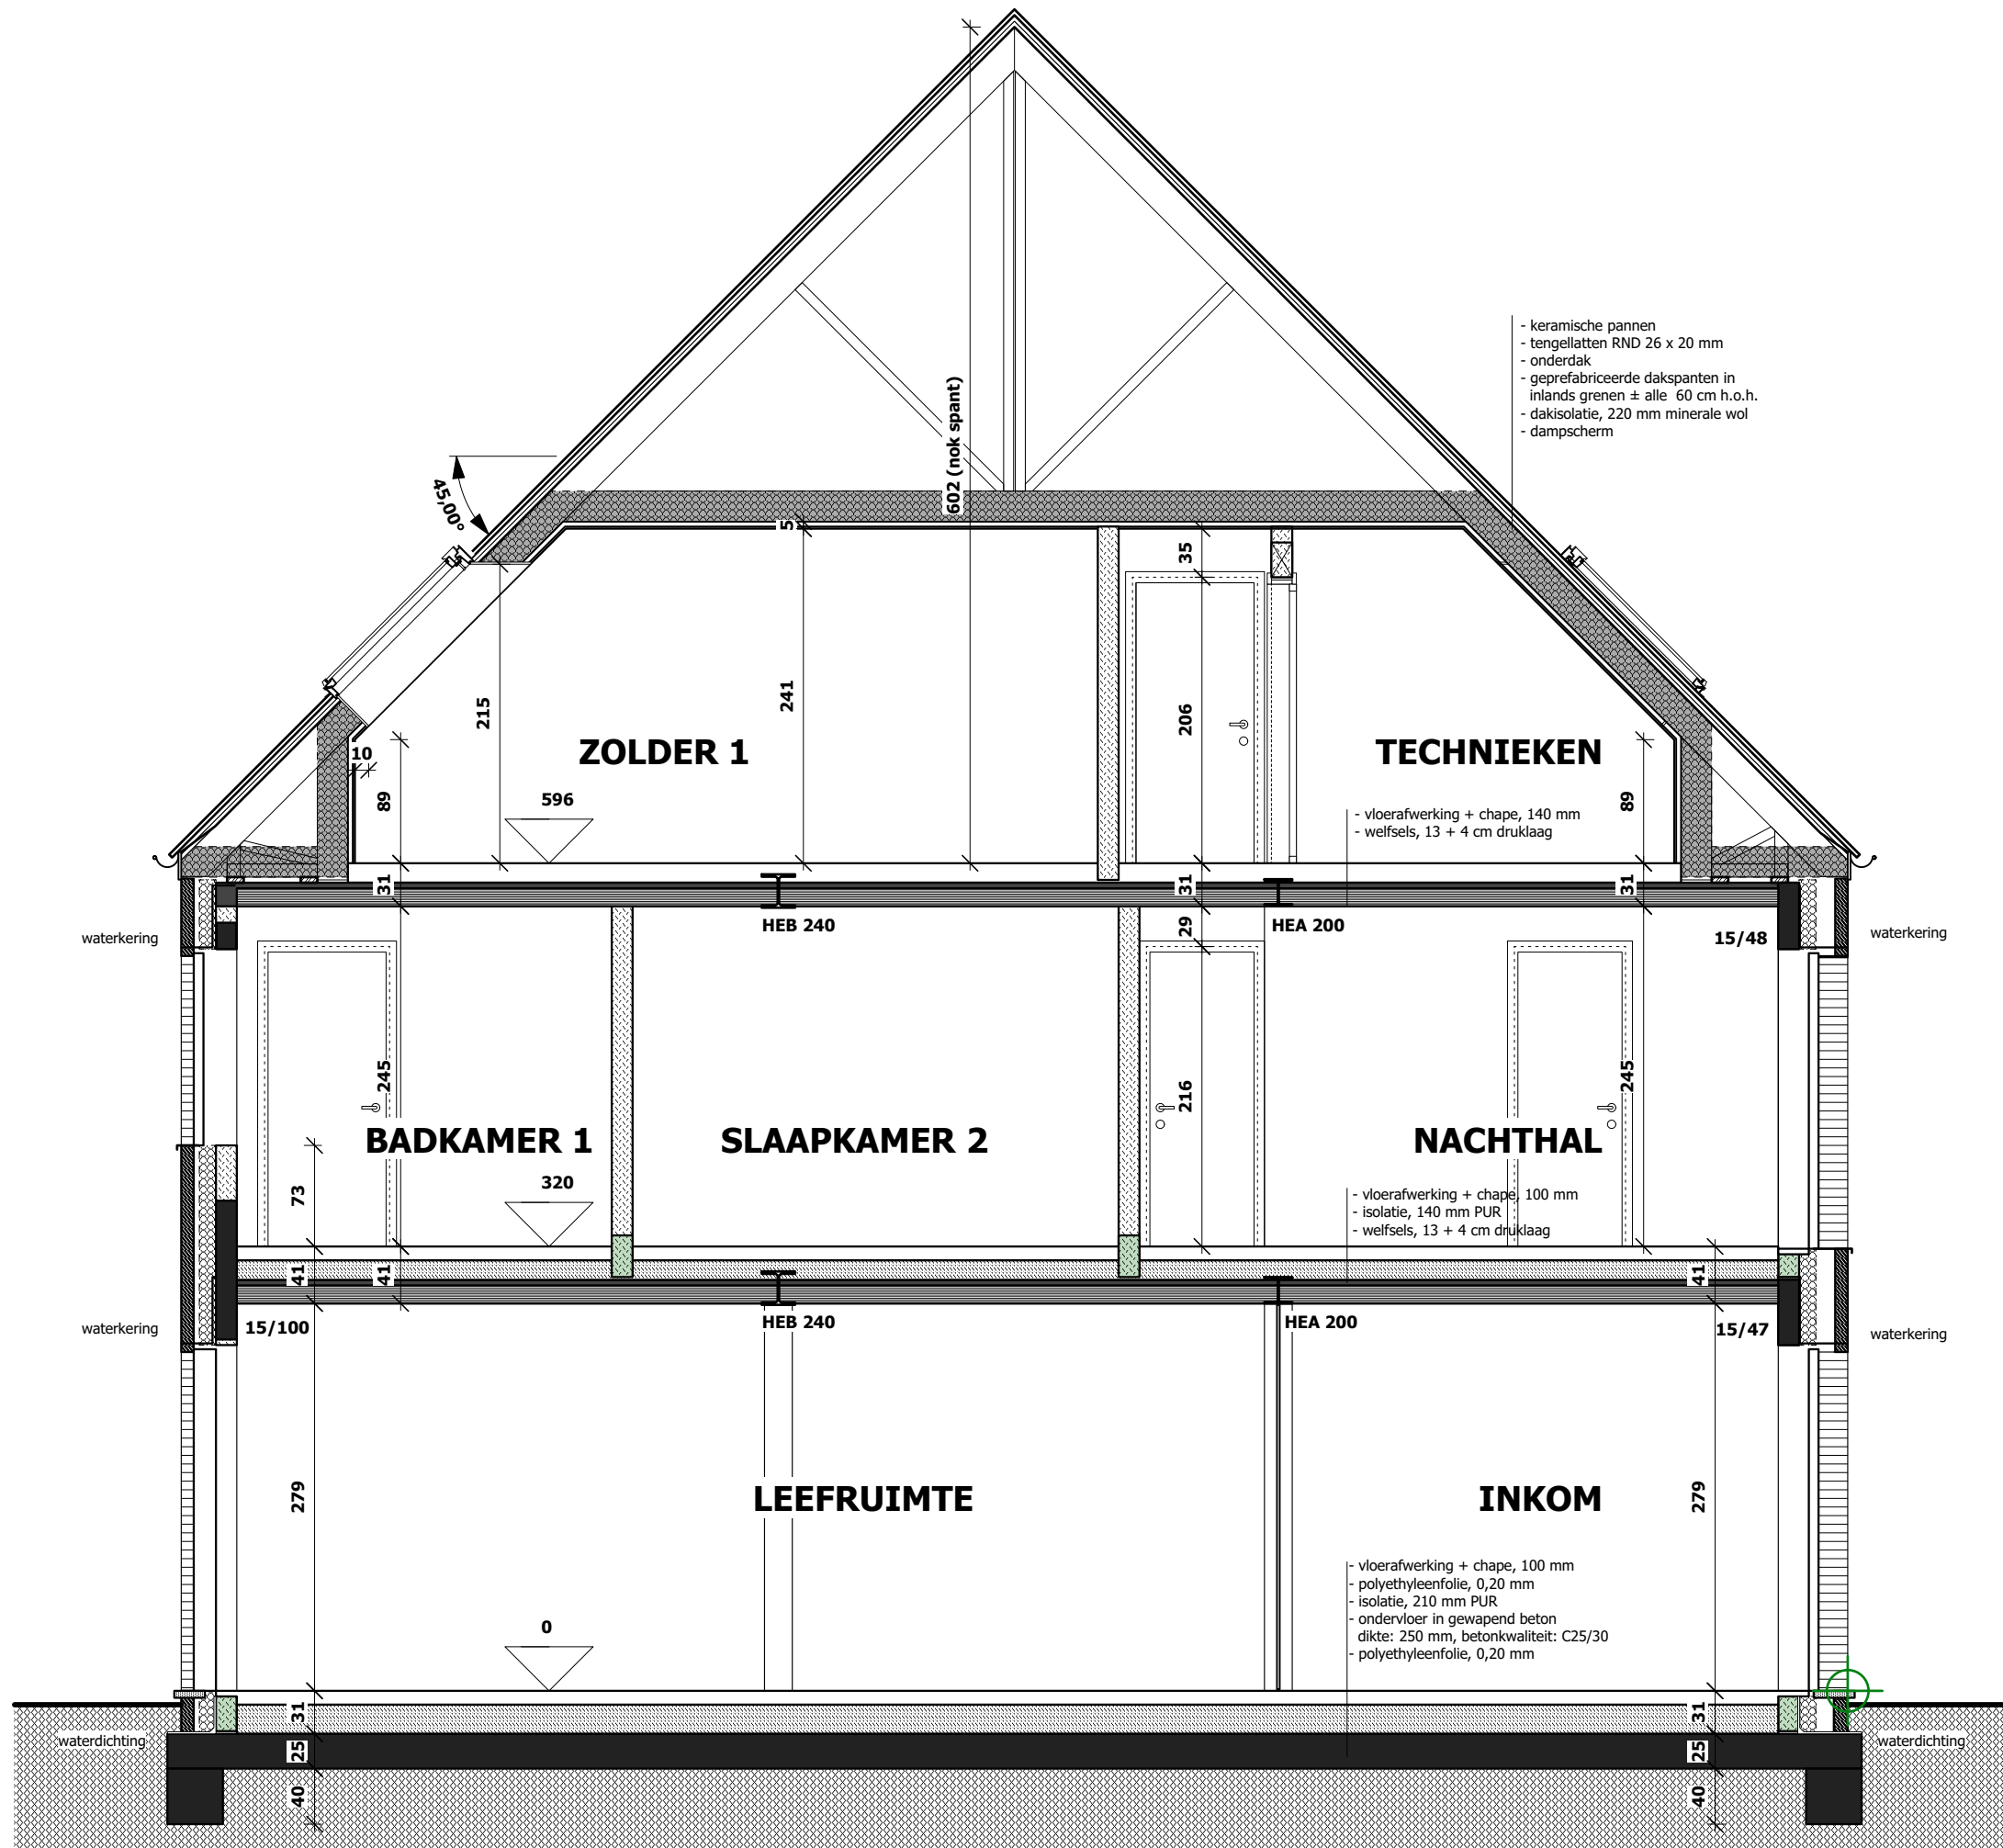 - keramische pannen
- tengellatten RND 26 x 20 mm
- onderdak
- geprefabriceerde dakspanten in
inlands grenen ± alle 60 cm h.o.h.
- dakisolatie, 220 mm minerale wol
- dampscherm
602 (nok spant)
45,00°
5
35
215
241
206
ZOLDER 1
TECHNIEKEN
10
89
89
596
- vloerafwerking + chape, 140 mm
- welfsels, 13 + 4 cm druklaag
31
31
31
HEB 240
HEA 200
29
15/48
waterkering
waterkering
245
216
245
BADKAMER 1
SLAAPKAMER 2
NACHTHAL
73
320
- vloerafwerking + chape, 100 mm
- isolatie, 140 mm PUR
- welfsels, 13 + 4 cm druklaag
41
41
41
15/100
HEB 240
HEA 200
15/47
waterkering
waterkering
279
279
LEEFRUIMTE
INKOM
- vloerafwerking + chape, 100 mm
- polyethyleenfolie, 0,20 mm
- isolatie, 210 mm PUR
- ondervloer in gewapend beton
dikte: 250 mm, betonkwaliteit: C25/30
- polyethyleenfolie, 0,20 mm
0
31
31
waterdichting
waterdichting
25
25
40
40